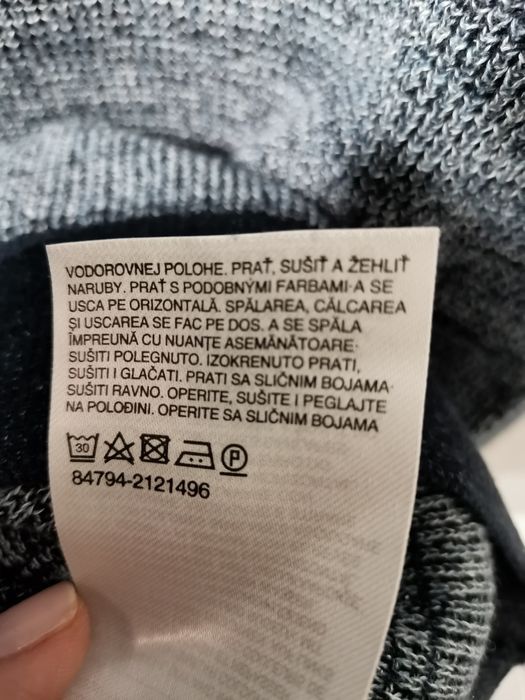 VODOROVNEJ POLOHE. PRAŤ, SUŠIŤ A ŽEHLIŤ
NARUBY. PRAŤ S PODOBNÝMI FARBAMI·A SE
USCA PE ORIZONTALĂ. SPĂLAREA, CĂLCAREA
ȘI USCAREA SE FAC PE DOS. A SE SPĂLA
ÎMPREUNĂ CU NUANȚE ASEMĂNĂTOARE·
SUŠITI POLEGNUTO. IZOKRENUTO PRATI,
SUŠITI I GLAČATI. PRATI SA SLIČNIM BOJAMA·
SUŠITI RAVNO. OPERITE, SUŠITE I PEGLAJTE
NA POLOĐINI. OPERITE SA SLIČNIM BOJAMA
30 P
84794-2121496